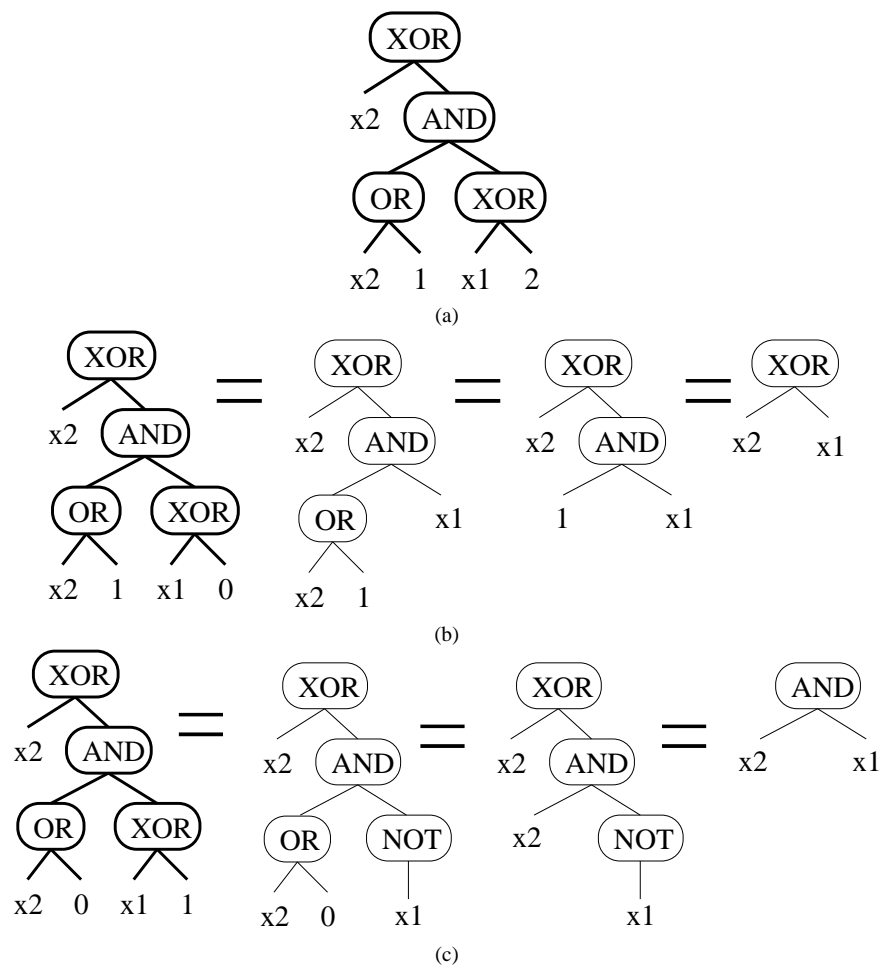 XOR
x2 AND
OR XOR
x2 1 x1 2
(a)
XOR = XOR = XOR = XOR
x2 AND x2 AND x2 AND x2 x1
OR XOR OR x1 1 x1
x2 1 x1 0 x2 1
(b)
XOR = XOR = XOR = AND
x2 AND x2 AND x2 AND x2 x1
OR XOR OR NOT x2 NOT
x2 0 x1 1 x2 0 x1 x1
(c)